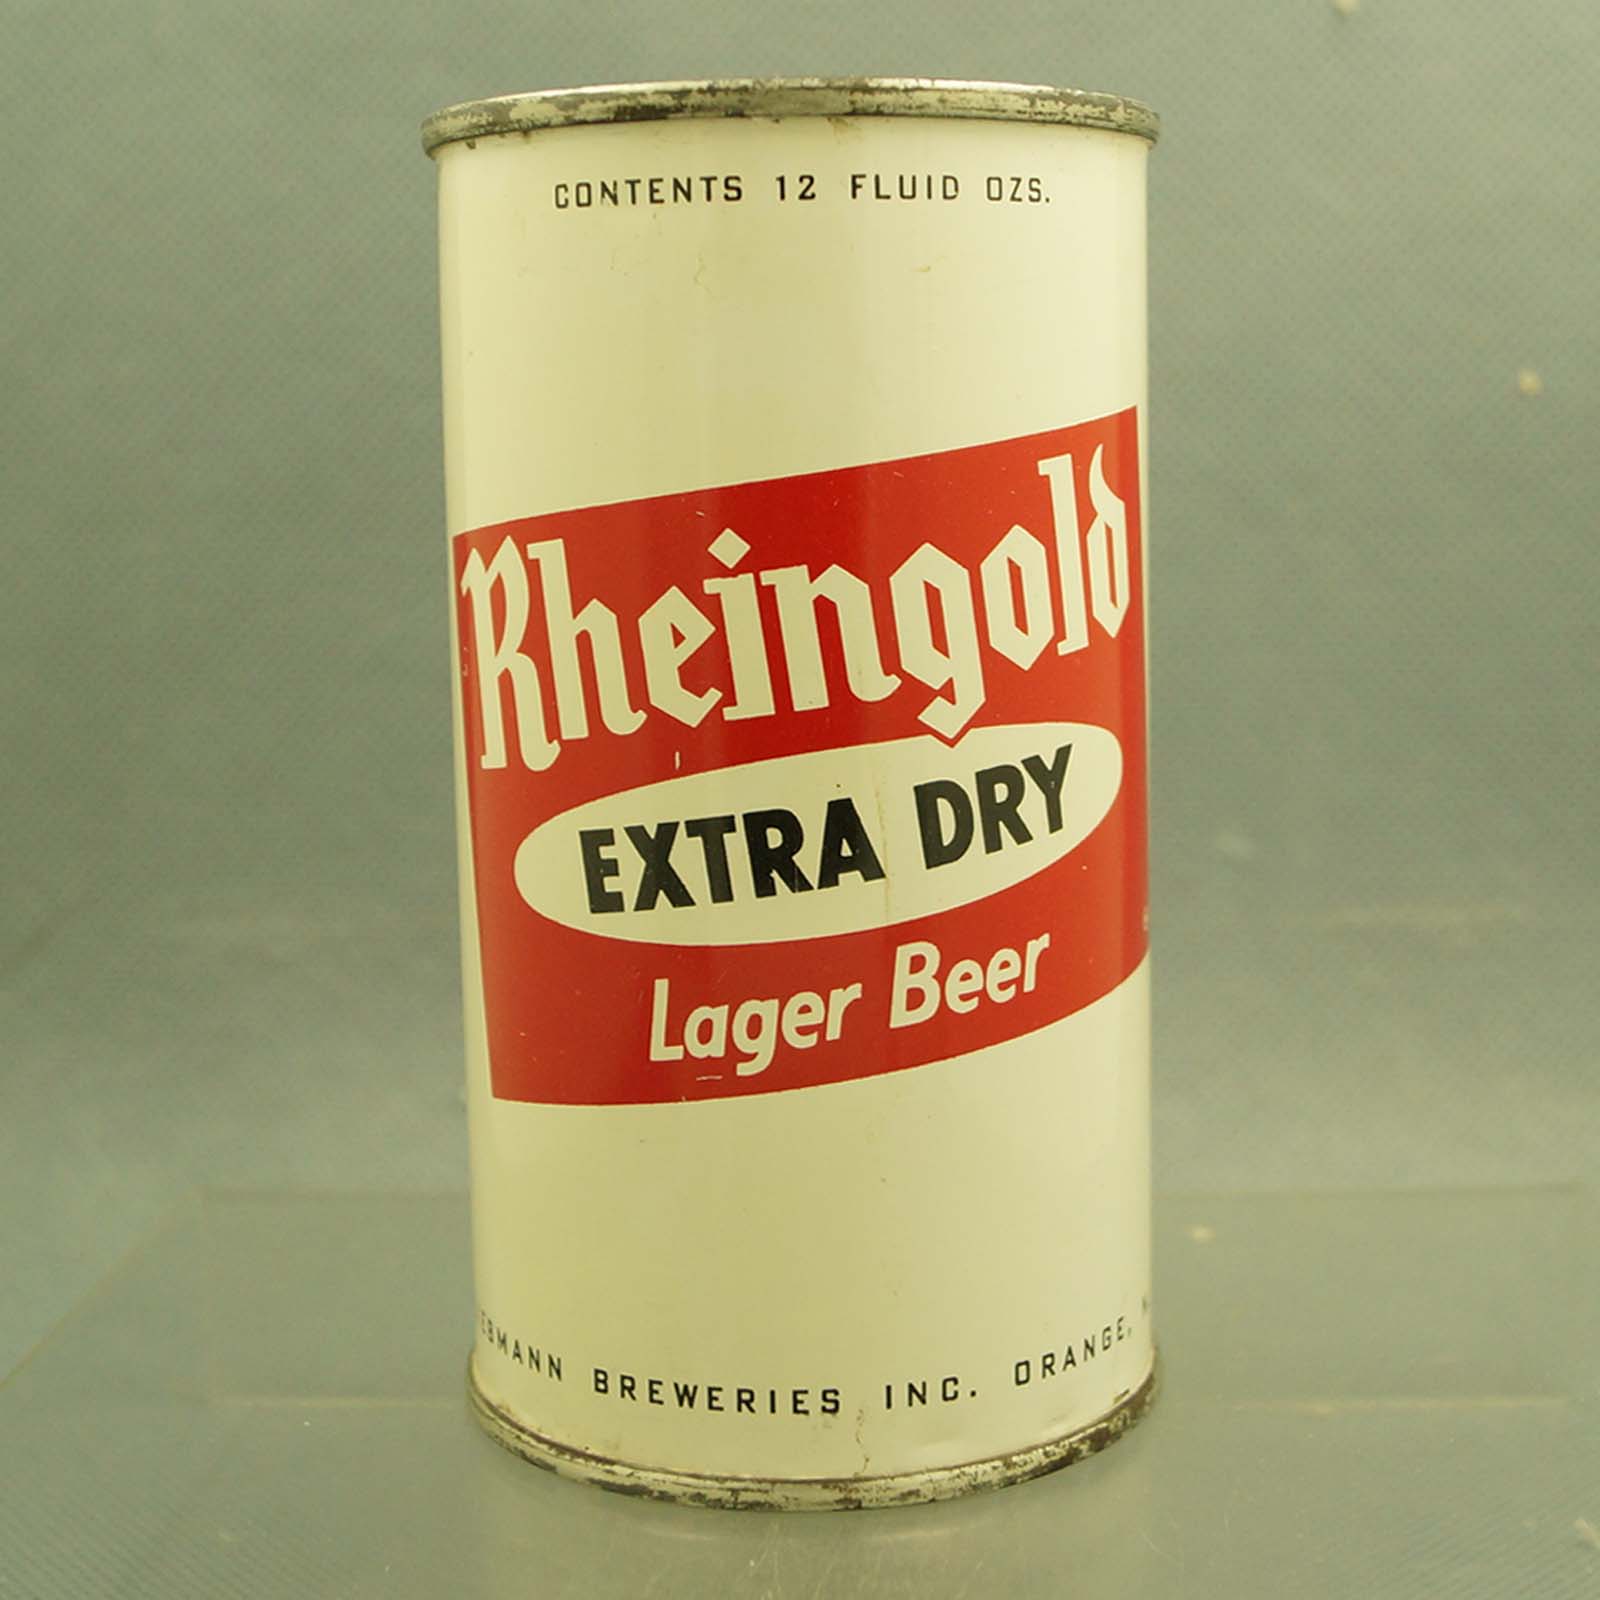 CONTENTS 12 FLUID OZS.
Rheingold
EXTRA DRY
Lager Beer
BREWERIES INC. ORANGE,